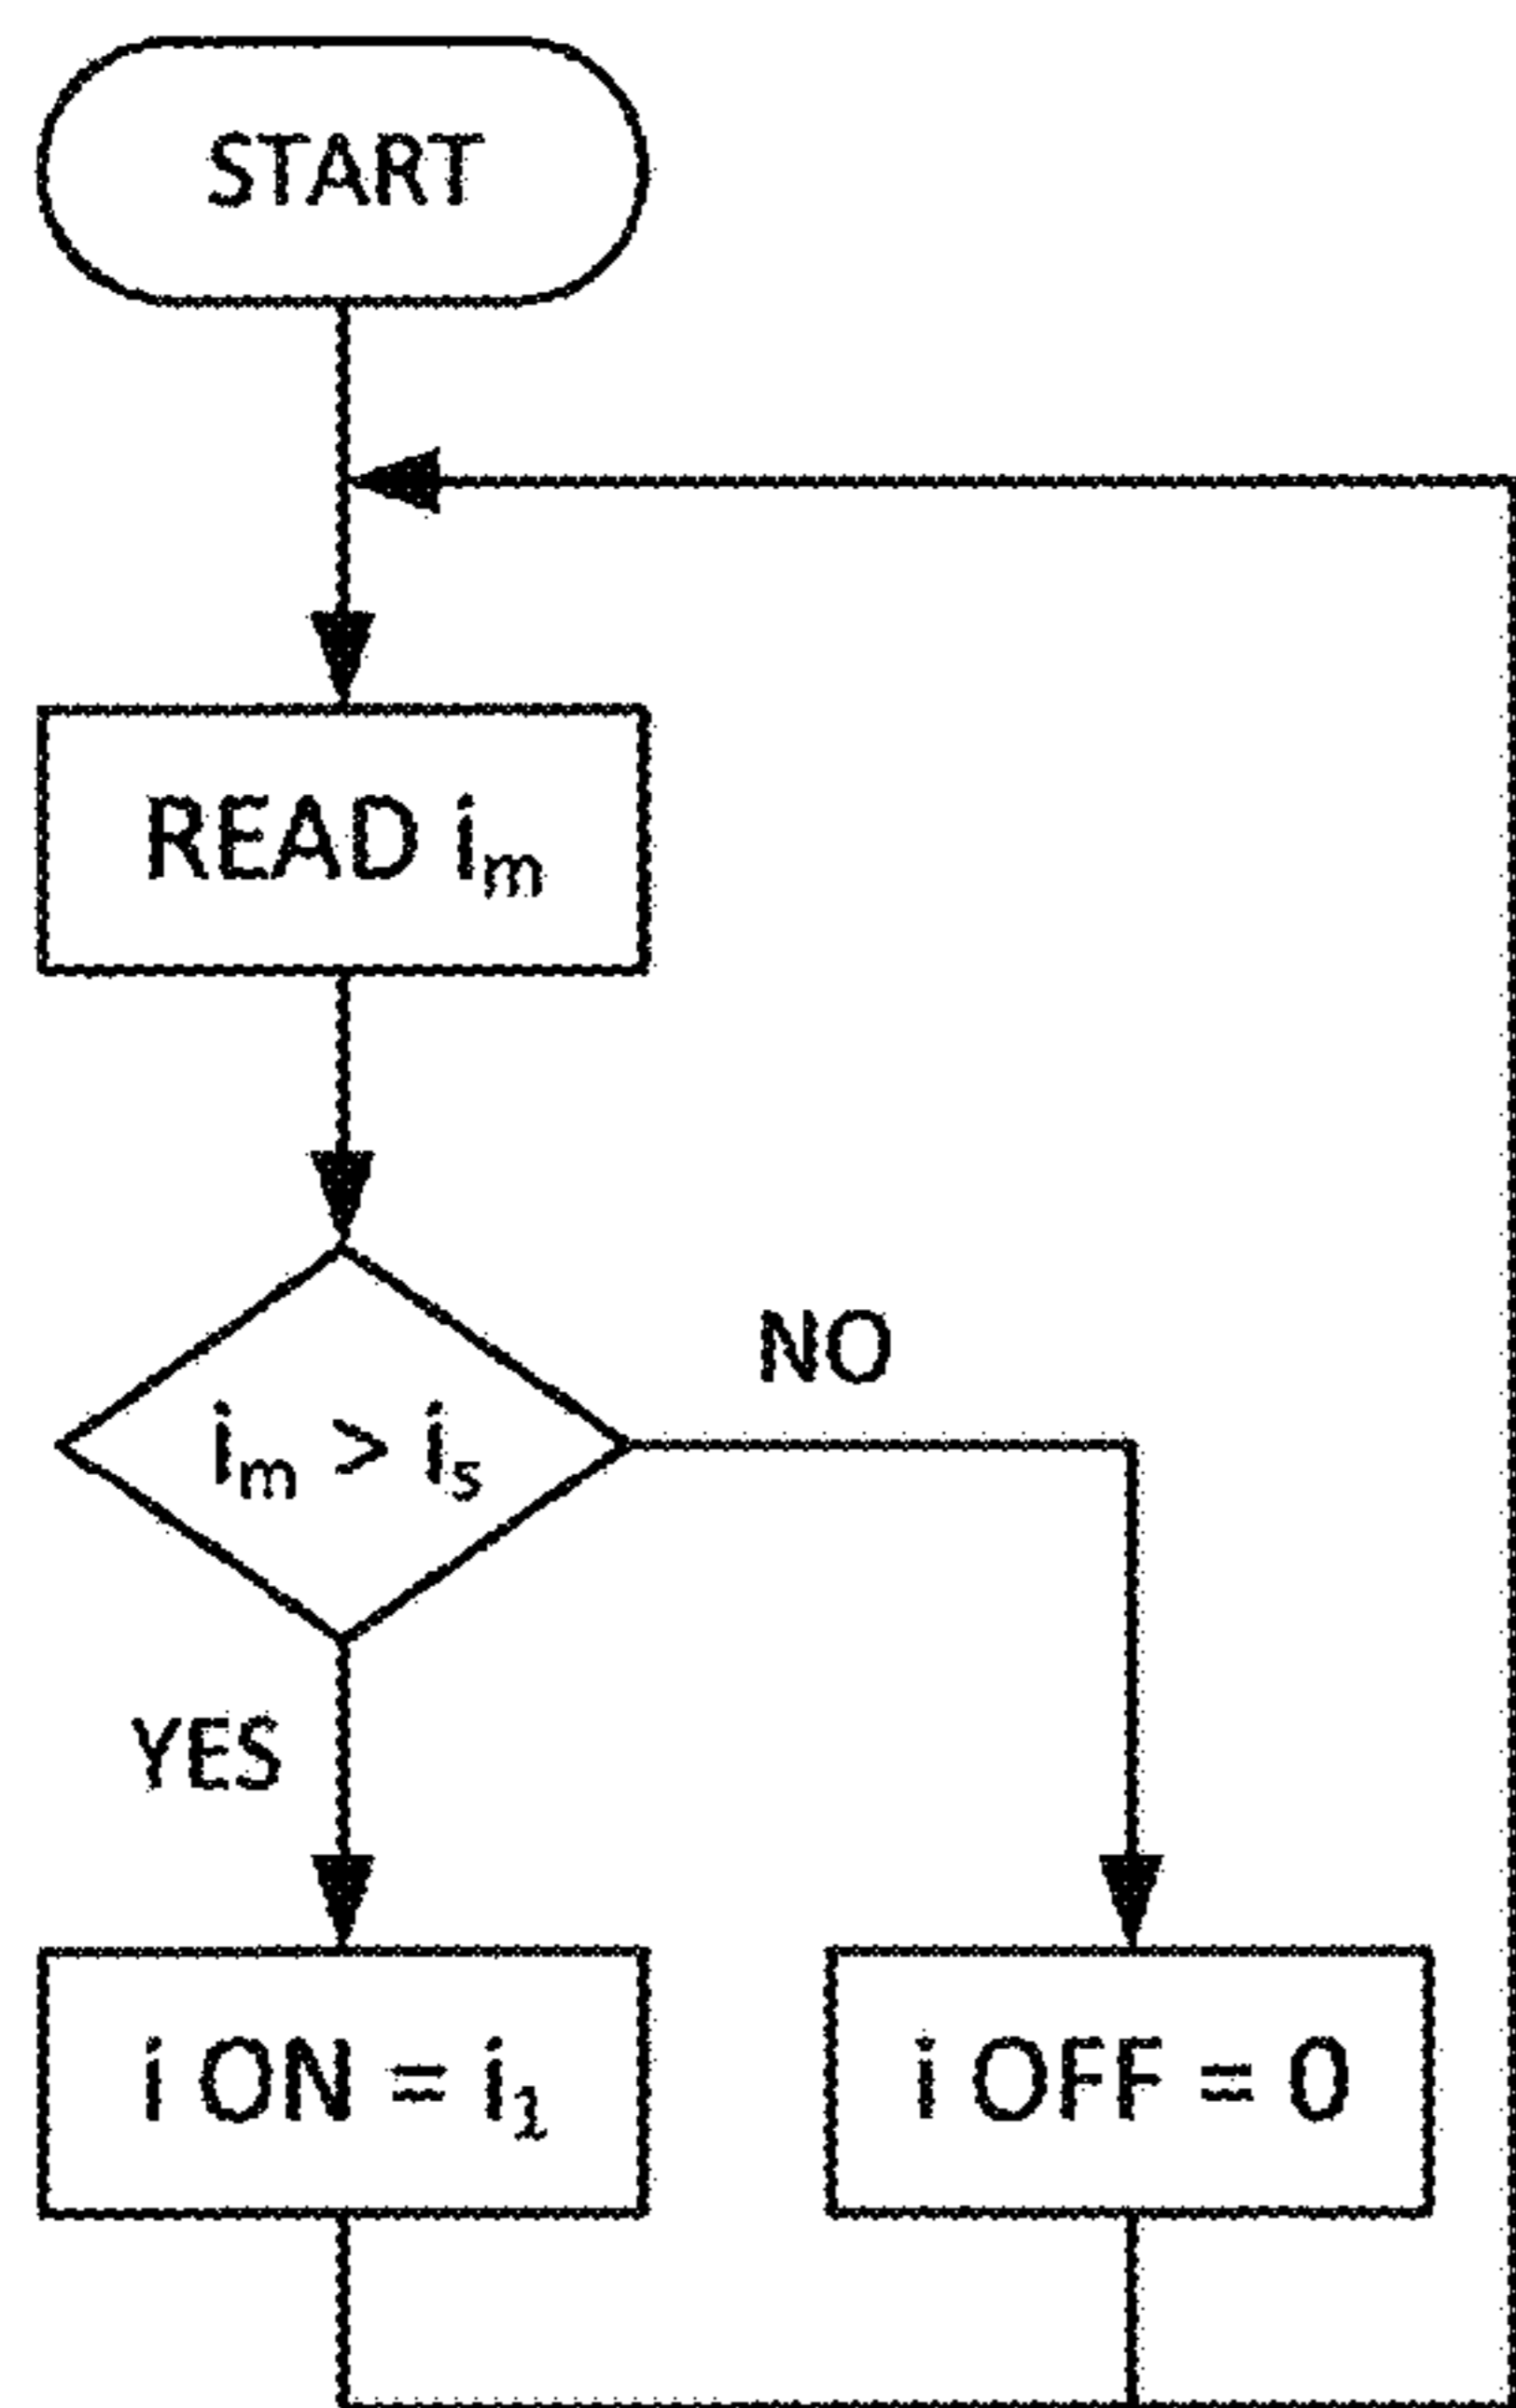 START
READ iₘ
iₘ > iₛ
NO
YES
i ON = i₁
i OFF = 0